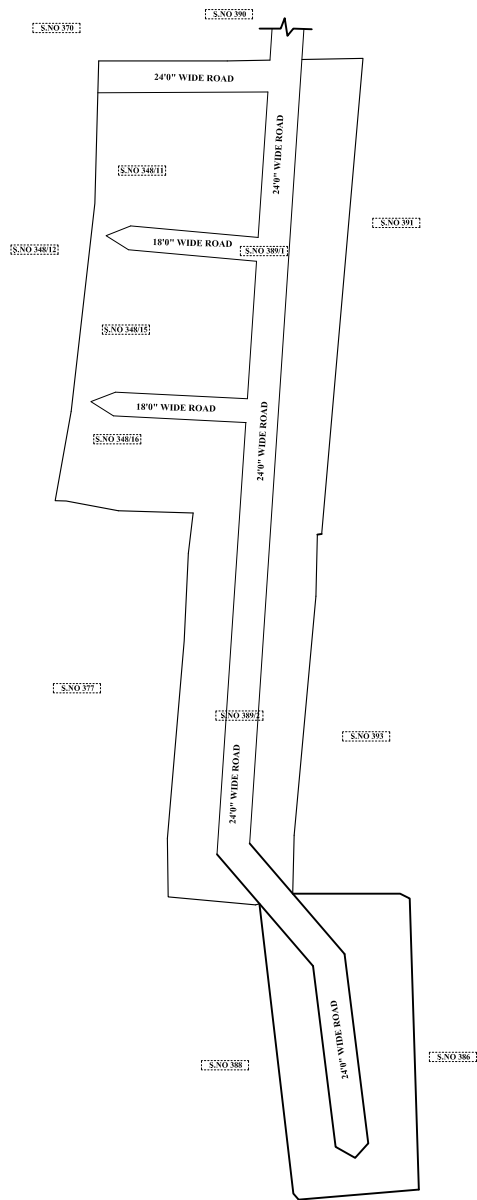 S.NO 390
S.NO 370
24'0" WIDE ROAD
24'0" WIDE ROAD
S.NO 348/11
S.NO 391
18'0" WIDE ROAD
S.NO 348/12
S.NO 389/1
S.NO 348/15
18'0" WIDE ROAD
24'0" WIDE ROAD
S.NO 348/16
S.NO 377
S.NO 389/2
S.NO 393
24'0" WIDE ROAD
24'0" WIDE ROAD
S.NO 388
S.NO 386